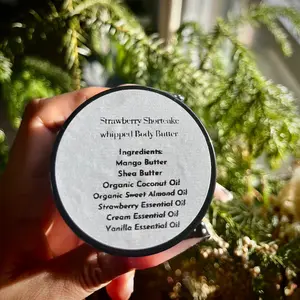 Strawberry Shortcake
whipped Body Butter
Ingredients:
Mango Butter
Shea Butter
Organic Coconut Oil
Organic Sweet Almond Oil
Strawberry Essential Oil
Cream Essential Oil
Vanilla Essential Oil